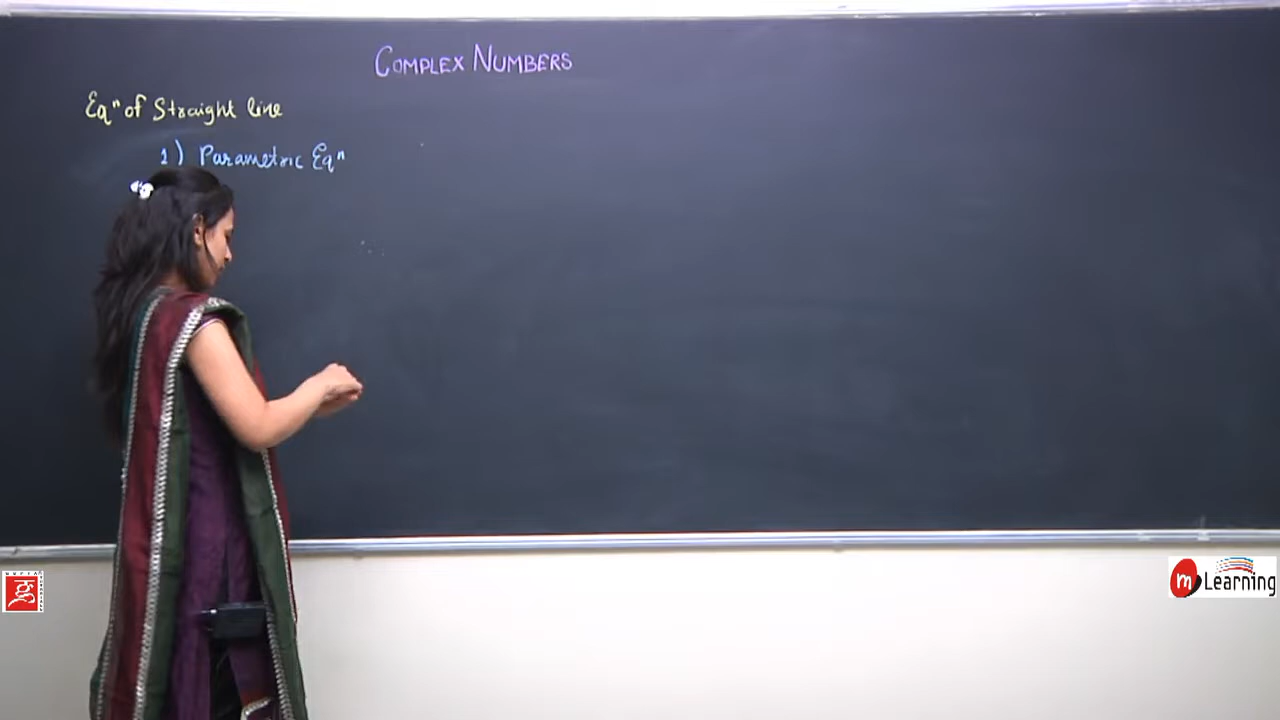 COMPLEX NUMBERS
Eqⁿ of Straight line
1) Parametric Eqⁿ
m Learning